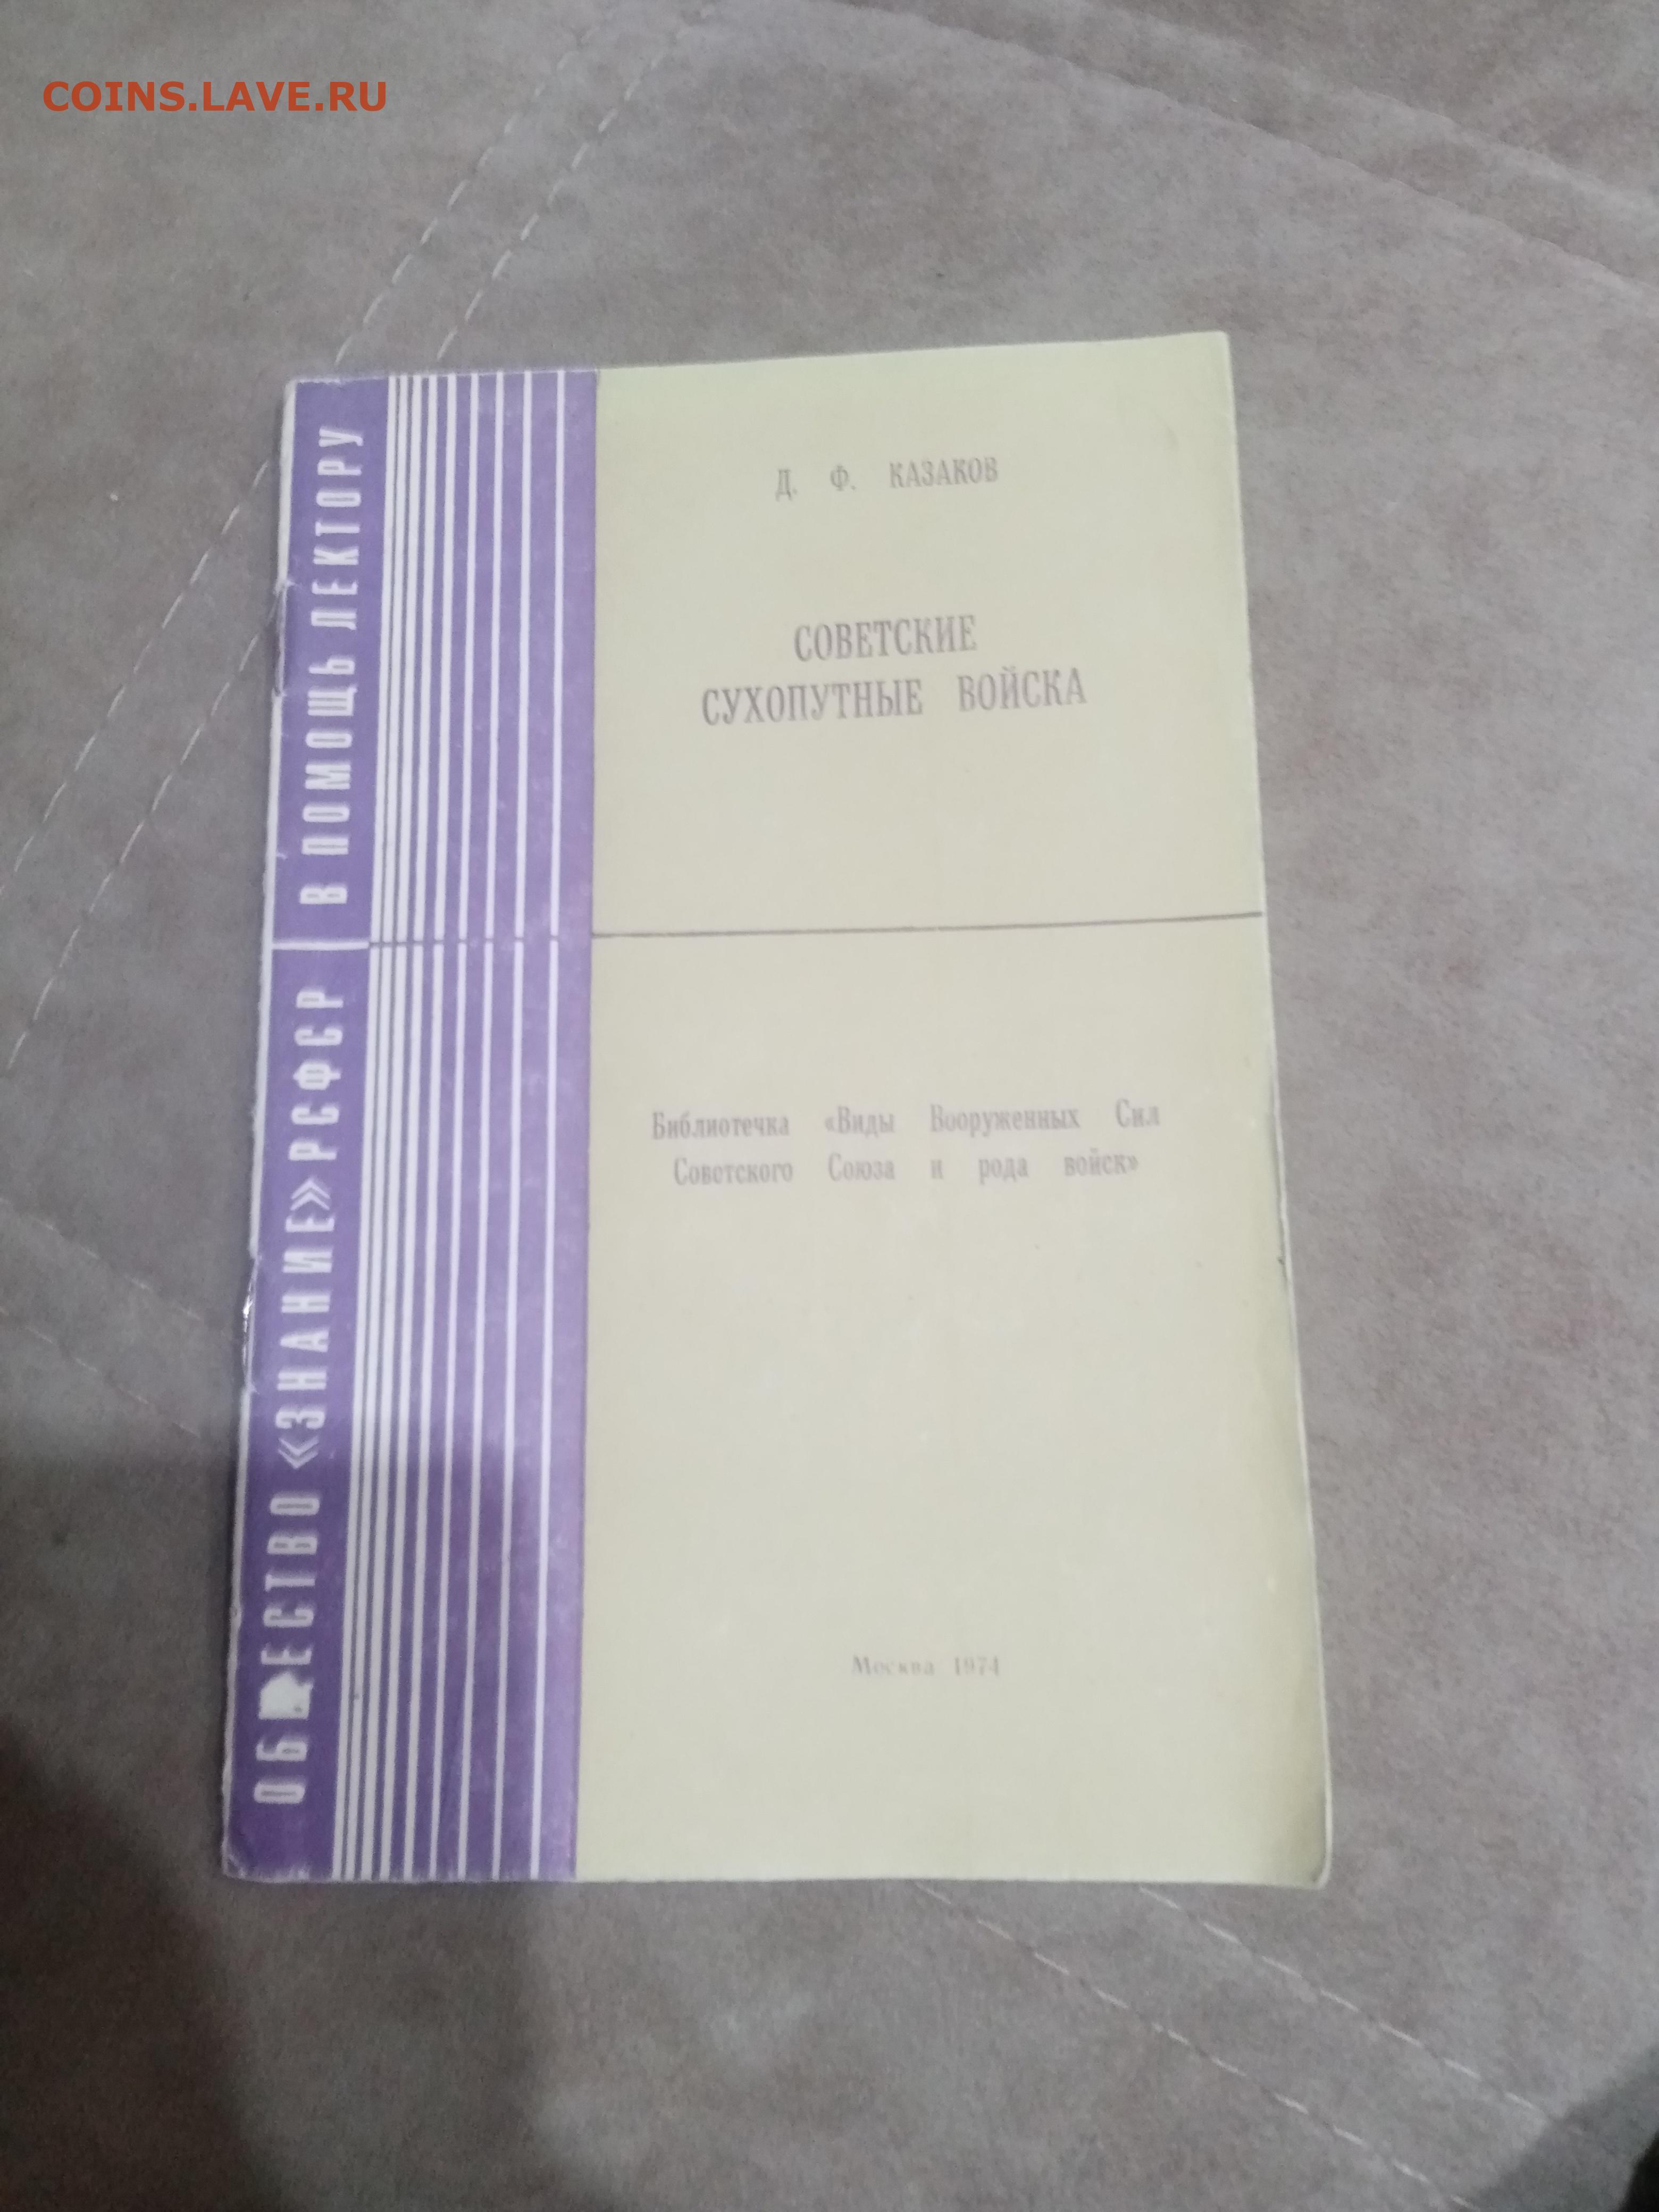 COINS.LAVE.RU
Д. Ф. КАЗАКОВ
СОВЕТСКИЕ
СУХОПУТНЫЕ ВОЙСКА
Библиотечка «Виды Вооруженных Сил
Советского Союза и рода войск»
Москва 1974
ОБЩЕСТВО «ЗНАНИЕ» РСФСР В ПОМОЩЬ ЛЕКТОРУ